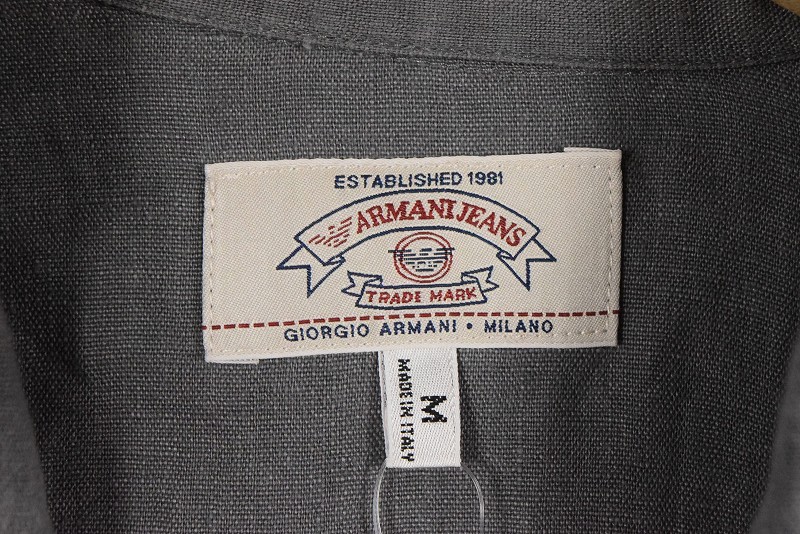 ESTABLISHED 1981
ARMANI JEANS
TRADE MARK
GIORGIO ARMANI • MILANO
M
MADE IN ITALY